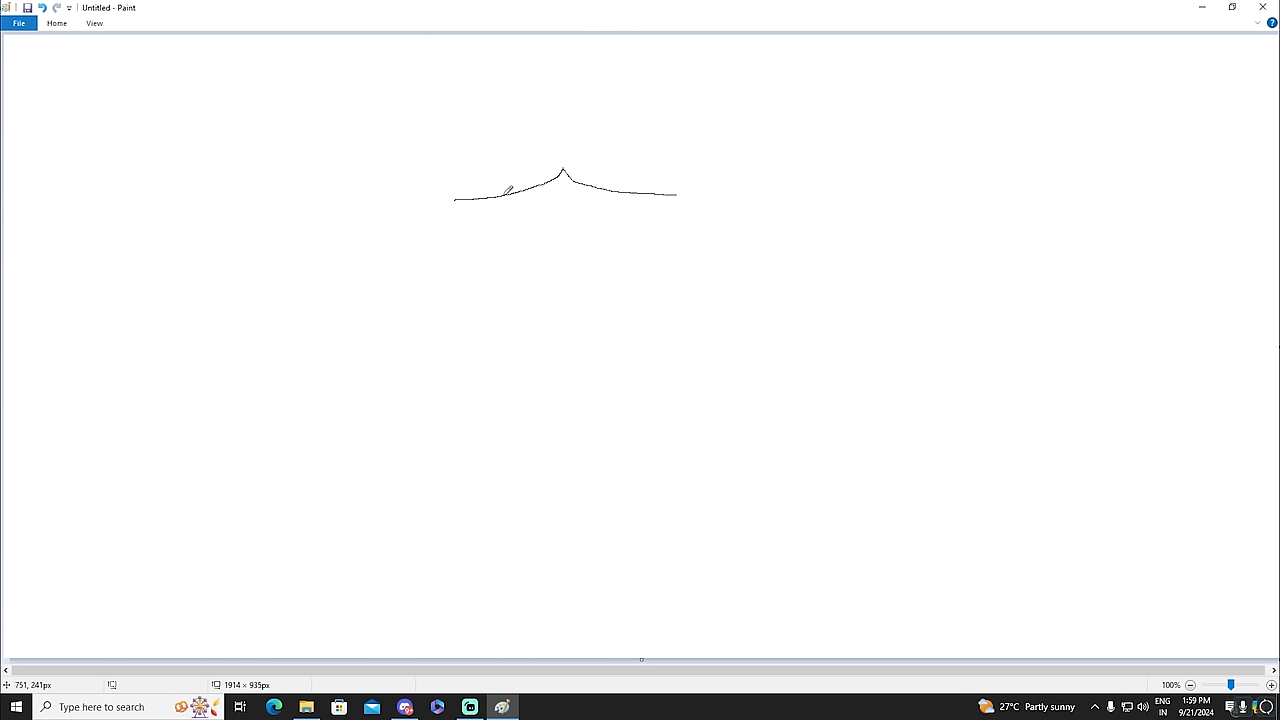 Untitled - Paint
File Home View
751, 241px 1914 × 935px 100%
Type here to search 27°C Partly sunny ENG IN 1:59 PM 9/21/2024